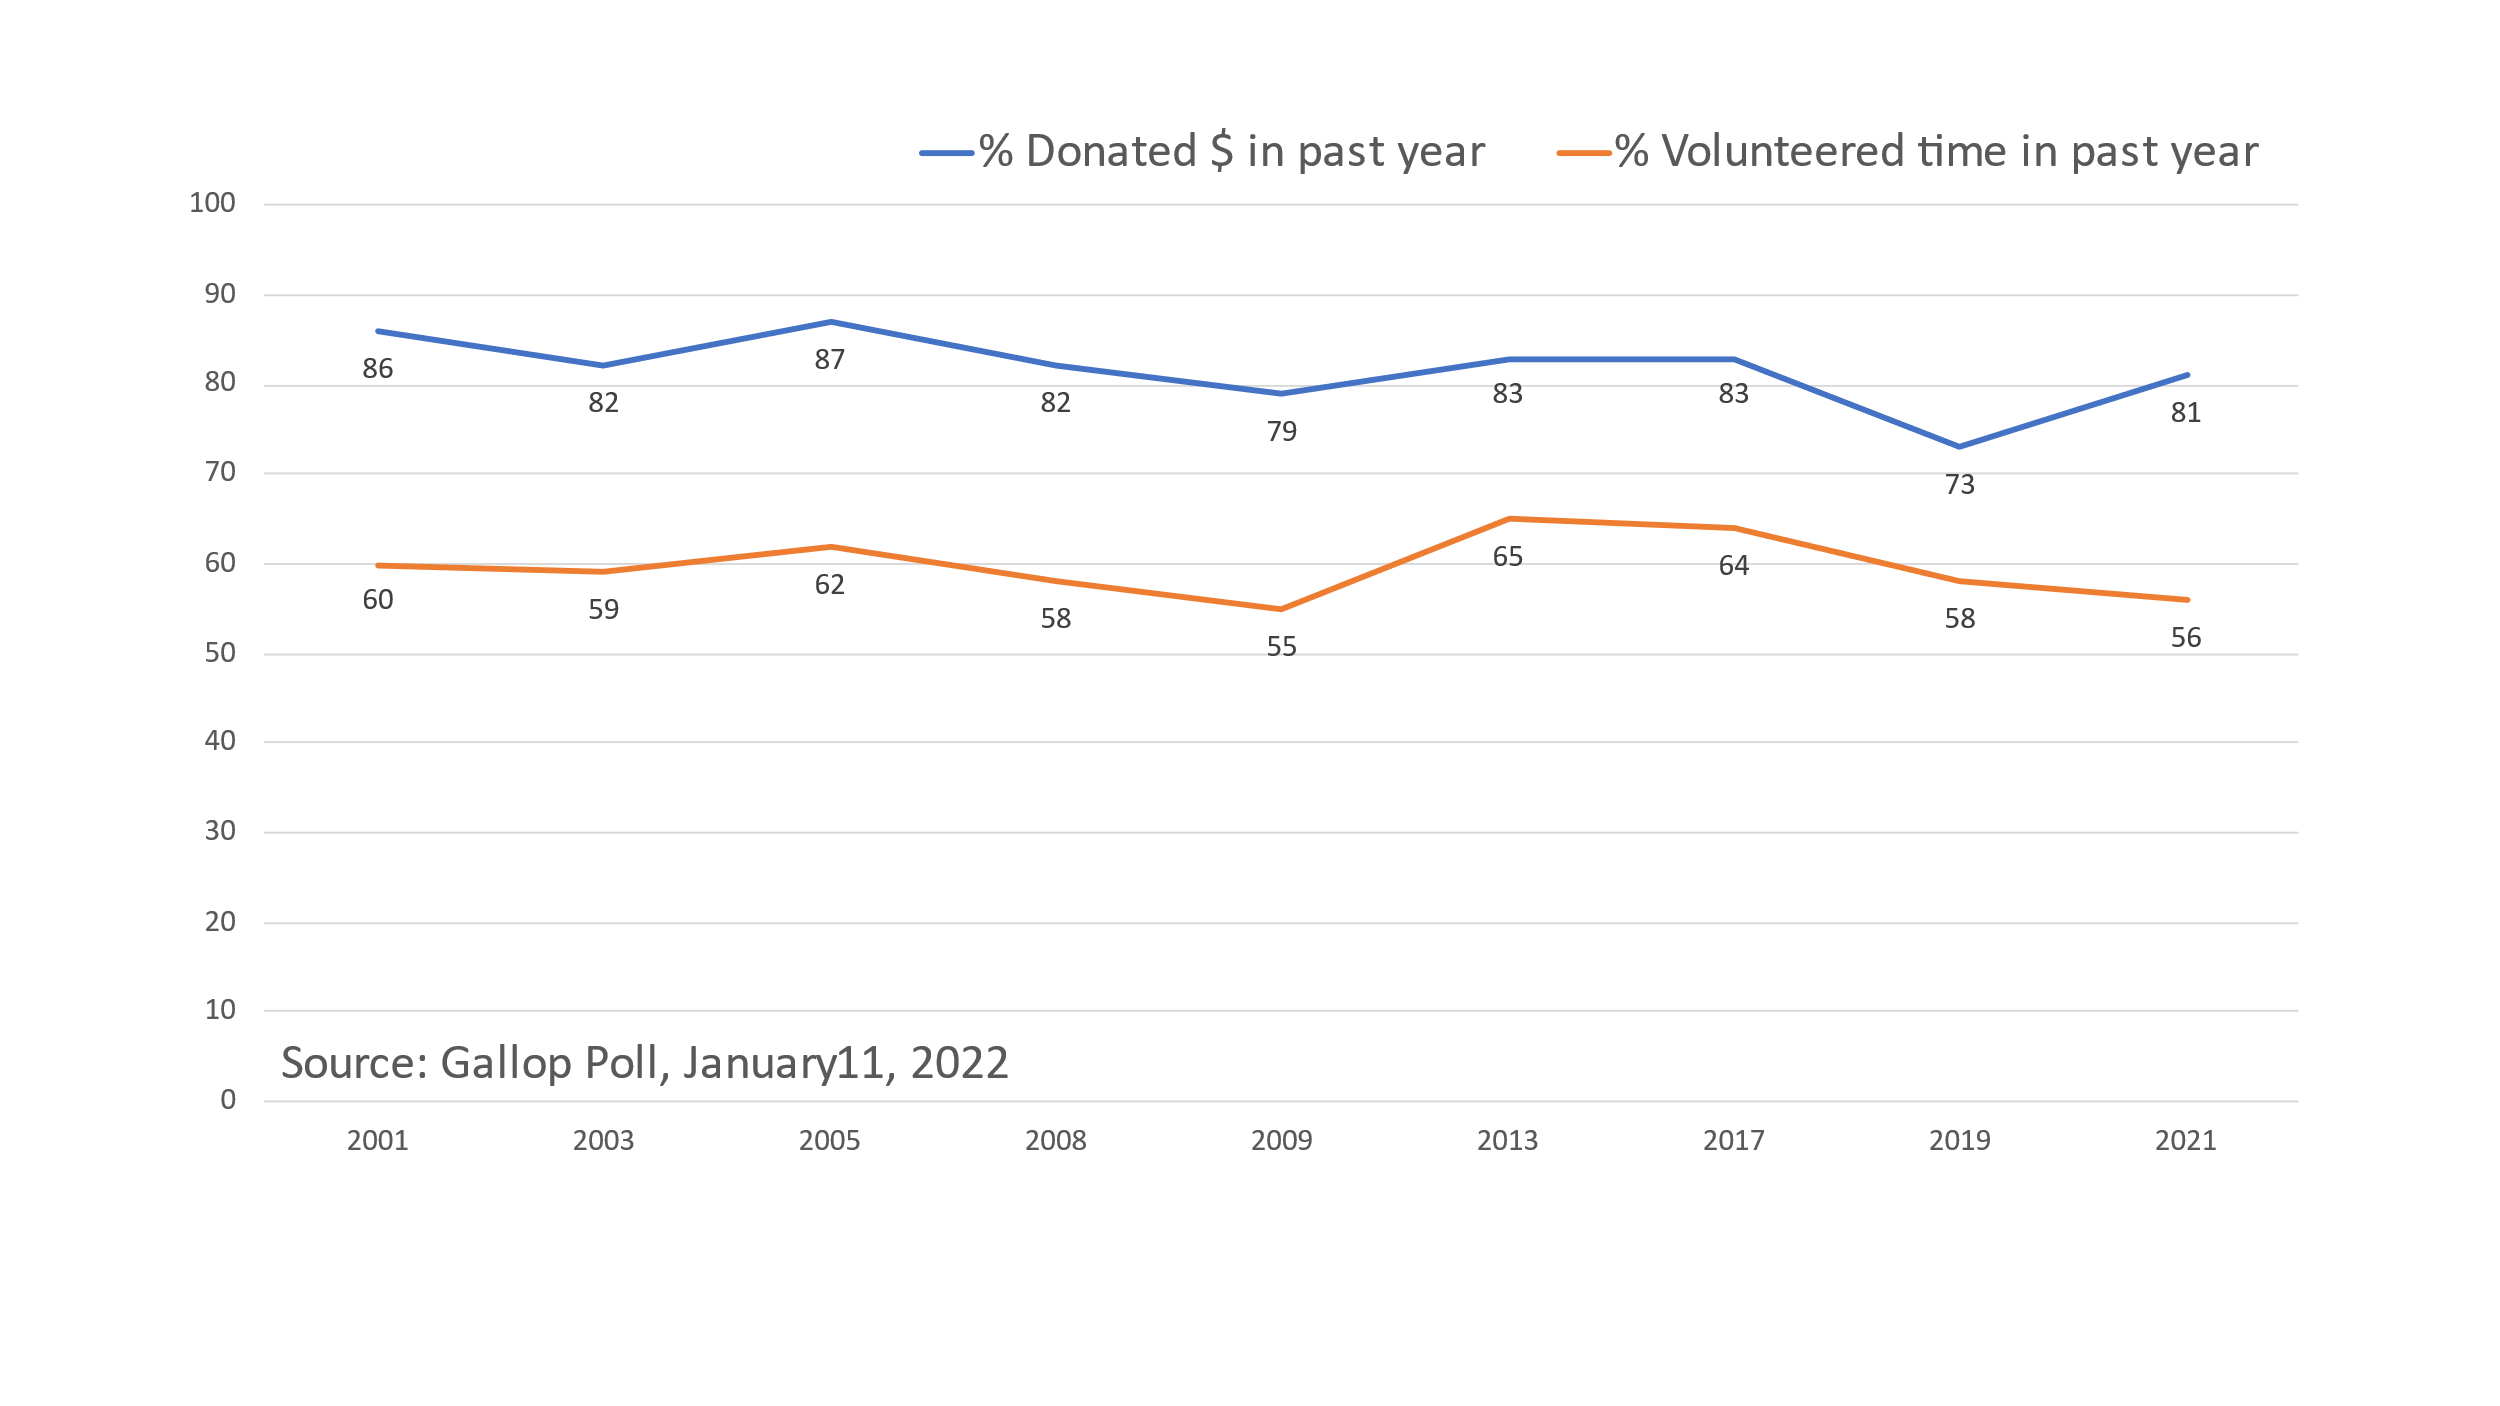 % Donated $ in past year % Volunteered time in past year
100
90
86 82 87 82 79 83 83 73 81
80
70
60 59 62 58 55 65 64 58 56
60
50
40
30
20
10
Source: Gallop Poll, January11, 2022
0
2001 2003 2005 2008 2009 2013 2017 2019 2021